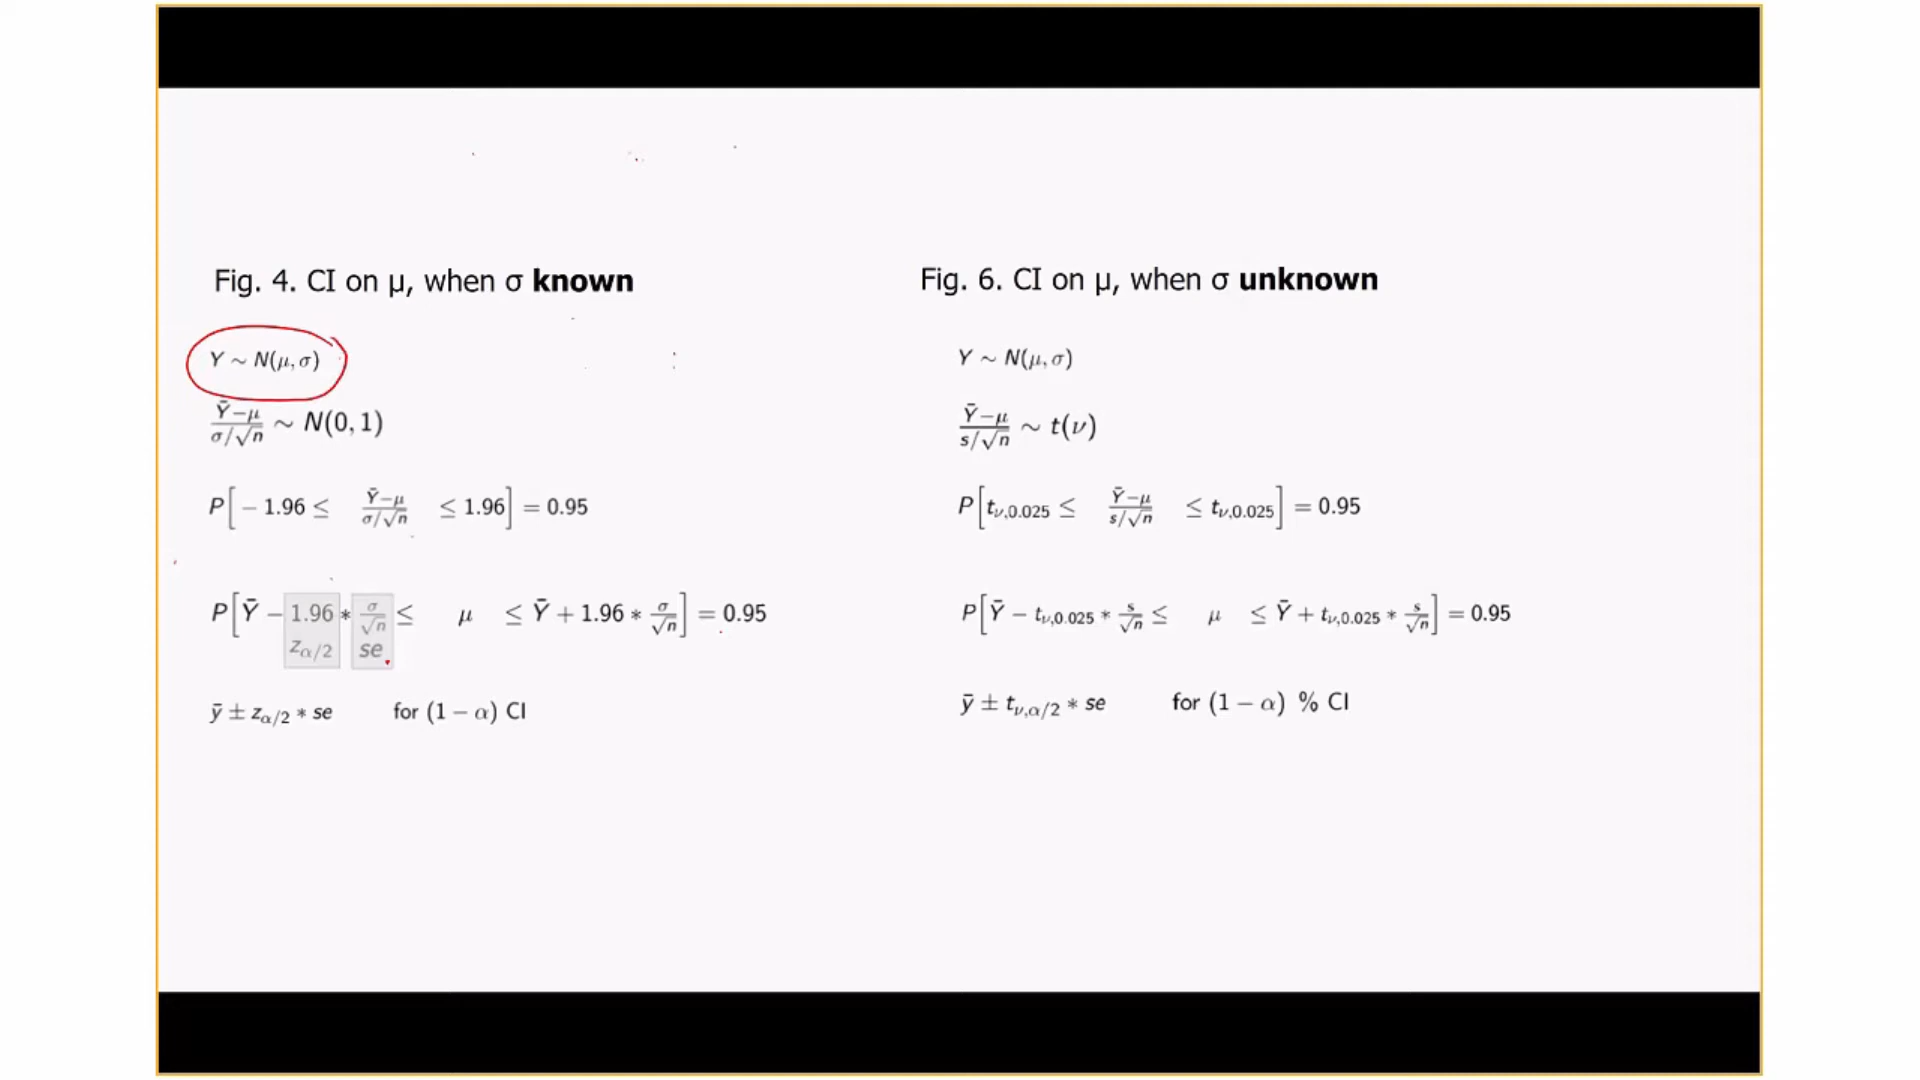 Fig. 4. CI on μ, when σ known
Y ∼ N(μ, σ)
Ȳ−μ / σ/√n ∼ N(0, 1)
P[ − 1.96 ≤ Ȳ−μ / σ/√n ≤ 1.96] = 0.95
P[Ȳ − 1.96 * σ/√n ≤ μ ≤ Ȳ + 1.96 * σ/√n] = 0.95
z_α/2 se
ȳ ± z_α/2 * se for (1 − α) CI
Fig. 6. CI on μ, when σ unknown
Y ∼ N(μ, σ)
Ȳ−μ / s/√n ∼ t(ν)
P[t_ν,0.025 ≤ Ȳ−μ / s/√n ≤ t_ν,0.025] = 0.95
P[Ȳ − t_ν,0.025 * s/√n ≤ μ ≤ Ȳ + t_ν,0.025 * s/√n] = 0.95
ȳ ± t_ν,α/2 * se for (1 − α) % CI